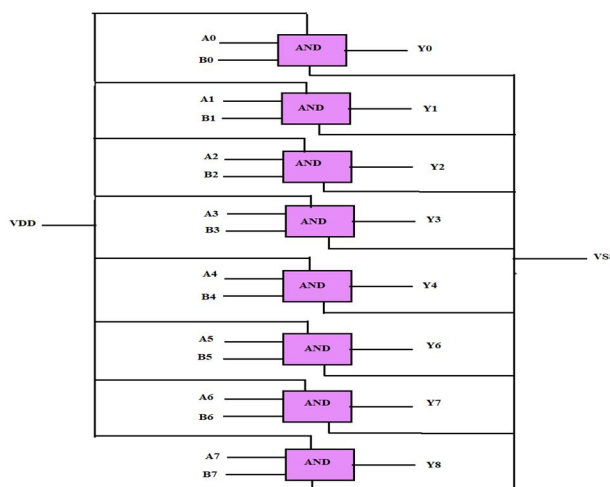 A0
AND
Y0
B0
A1
AND
Y1
B1
A2
AND
Y2
B2
A3
AND
Y3
B3
VDD
VS
A4
AND
Y4
B4
A5
AND
Y6
B5
A6
AND
Y7
B6
A7
AND
Y8
B7